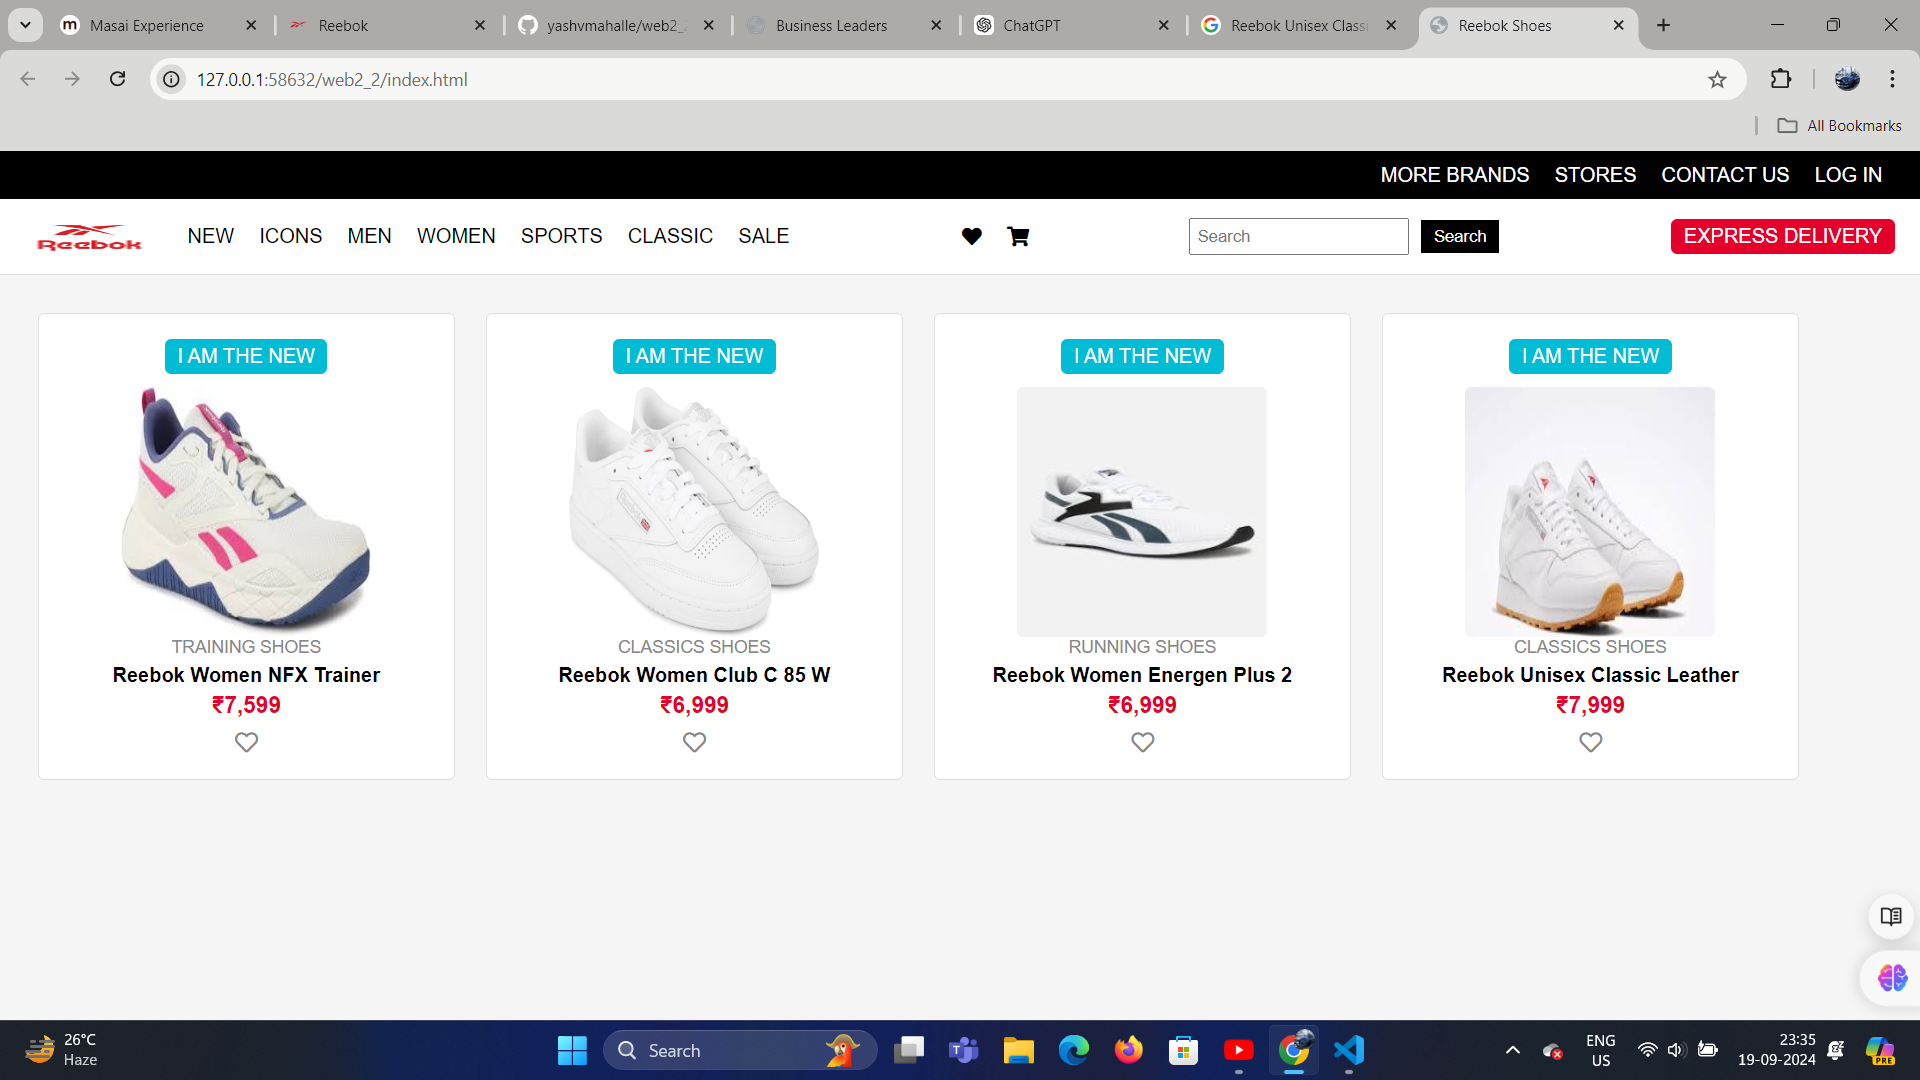 Masai Experience
Reebok
yashvmahalle/web2_
Business Leaders
ChatGPT
Reebok Unisex Classi
Reebok Shoes
127.0.0.1:58632/web2_2/index.html
All Bookmarks
MORE BRANDS STORES CONTACT US LOG IN
Reebok
NEW ICONS MEN WOMEN SPORTS CLASSIC SALE
Search
Search
EXPRESS DELIVERY
I AM THE NEW
TRAINING SHOES
Reebok Women NFX Trainer
₹7,599
I AM THE NEW
CLASSICS SHOES
Reebok Women Club C 85 W
₹6,999
I AM THE NEW
RUNNING SHOES
Reebok Women Energen Plus 2
₹6,999
I AM THE NEW
CLASSICS SHOES
Reebok Unisex Classic Leather
₹7,999
26°C
Haze
Search
ENG
US
23:35
19-09-2024
PRE